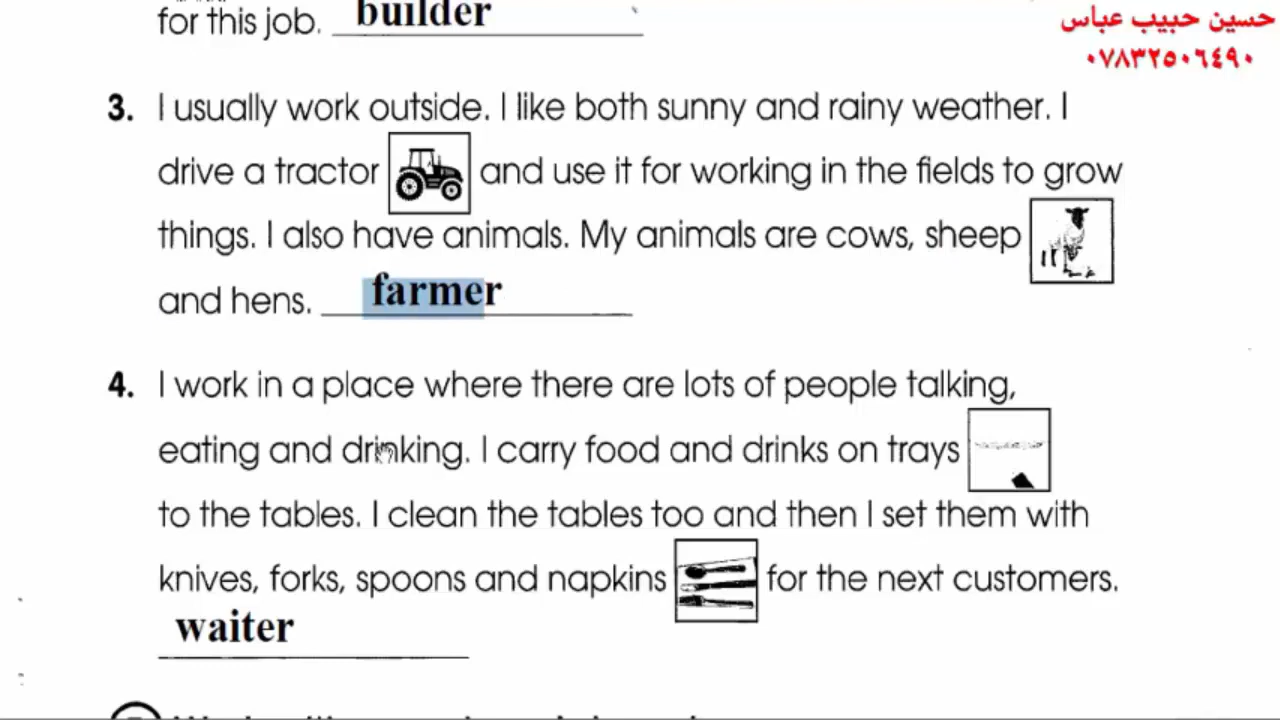 for this job. builder
حسين حبيب عباس
٠٧٨٣٢٥٠٦٤٩٠
3. I usually work outside. I like both sunny and rainy weather. I
drive a tractor and use it for working in the fields to grow
things. I also have animals. My animals are cows, sheep
and hens. farmer
4. I work in a place where there are lots of people talking,
eating and drinking. I carry food and drinks on trays
to the tables. I clean the tables too and then I set them with
knives, forks, spoons and napkins for the next customers.
waiter